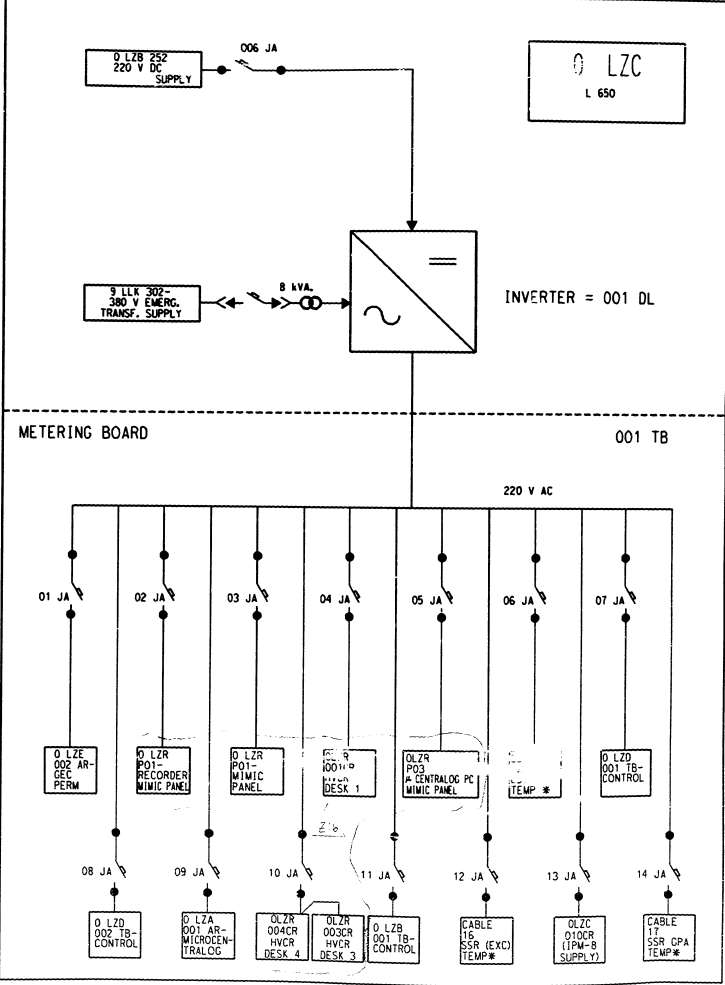 006 JA
0 LZB 252
220 V DC
SUPPLY
0 LZC
L 650
9 LLK 302-
380 V EMERG.
TRANSF. SUPPLY
8 kVA.
INVERTER = 001 DL
METERING BOARD
001 TB
220 V AC
01 JA
02 JA
03 JA
04 JA
05 JA
06 JA
07 JA
0 LZE
002 AR-
GEC
PERM
0 LZR
P01-
RECORDER
MIMIC PANEL
0 LZR
P01-
MIMIC
PANEL
HVCR
DESK 1
0LZR
P03
µ CENTRALOG PC
MIMIC PANEL
TEMP *
0 LZD
001 TB-
CONTROL
08 JA
09 JA
10 JA
11 JA
12 JA
13 JA
14 JA
0 LZD
002 TB-
CONTROL
0 LZA
001 AR-
MICROCEN-
TRALOG
0LZR
004CR
HVCR
DESK 4
0LZR
003CR
HVCR
DESK 3
0 LZB
001 TB-
CONTROL
CABLE
16
SSR (EXC)
TEMP*
0LZC
010CR
(IPM-8
SUPPLY)
CABLE
17
SSR GPA
TEMP*